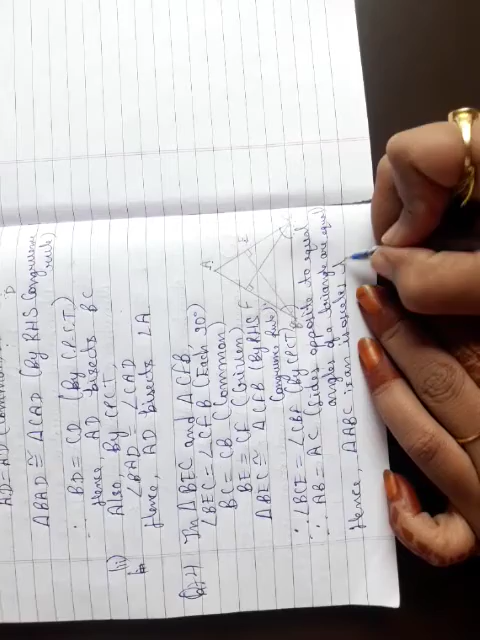 AD = AD (Common)
ΔBAD ≅ ΔCAD (By RHS Congruence rule)
∴ BD = CD (By CPCT)
Hence AD bisects BC
(ii) Also By CPCT,
∠BAD = ∠CAD
Hence, AD bisects ∠A
Q.4 In ΔBEC and ΔCFB,
∠BEC = ∠CFB (Each 90°)
BC = CB (Common)
BE = CF (Given)
ΔBEC ≅ ΔCFB (By RHS Congruence Rule)
∴ ∠BCE = ∠CBF (By CPCT)
∴ AB = AC (Sides opposite to equal angles of a triangle are equal)
Hence, ΔABC is an isosceles
D
A
E
F
B
C